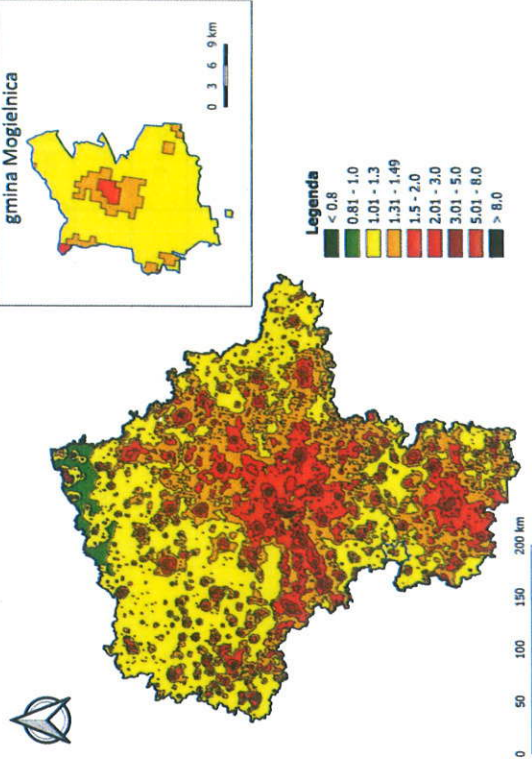 gmina Mogielnica
0 3 6 9 km
Legenda
< 0.8
0.81 - 1.0
1.01 - 1.3
1.31 - 1.49
1.5 - 2.0
2.01 - 3.0
3.01 - 5.0
5.01 - 8.0
> 8.0
0 50 100 150 200 km